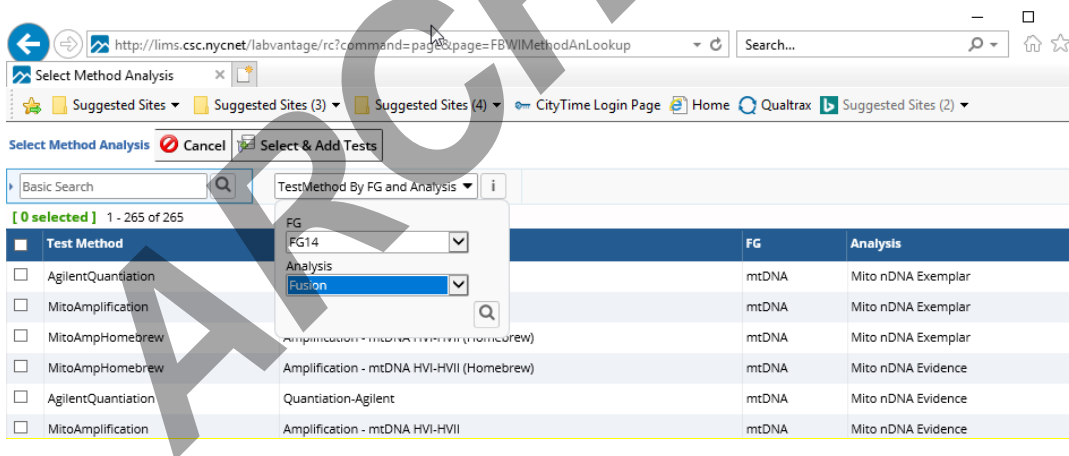 http://lims.csc.nycnet/labvantage/rc?command=page&page=FBWIMethodAnLookup
Search...
Select Method Analysis
Suggested Sites
Suggested Sites (3)
Suggested Sites (4)
CityTime Login Page
Home
Qualtrax
Suggested Sites (2)
Select Method Analysis
Cancel
Select & Add Tests
Basic Search
TestMethod By FG and Analysis
i
[ 0 selected ] 1 - 265 of 265
FG
FG14
Analysis
Fusion
Test Method
FG
Analysis
AgilentQuantiation
mtDNA
Mito nDNA Exemplar
MitoAmplification
mtDNA
Mito nDNA Exemplar
MitoAmpHomebrew
Amplification - mtDNA HVI-HVII (Homebrew)
mtDNA
Mito nDNA Exemplar
MitoAmpHomebrew
Amplification - mtDNA HVI-HVII (Homebrew)
mtDNA
Mito nDNA Evidence
AgilentQuantiation
Quantiation-Agilent
mtDNA
Mito nDNA Evidence
MitoAmplification
Amplification - mtDNA HVI-HVII
mtDNA
Mito nDNA Evidence